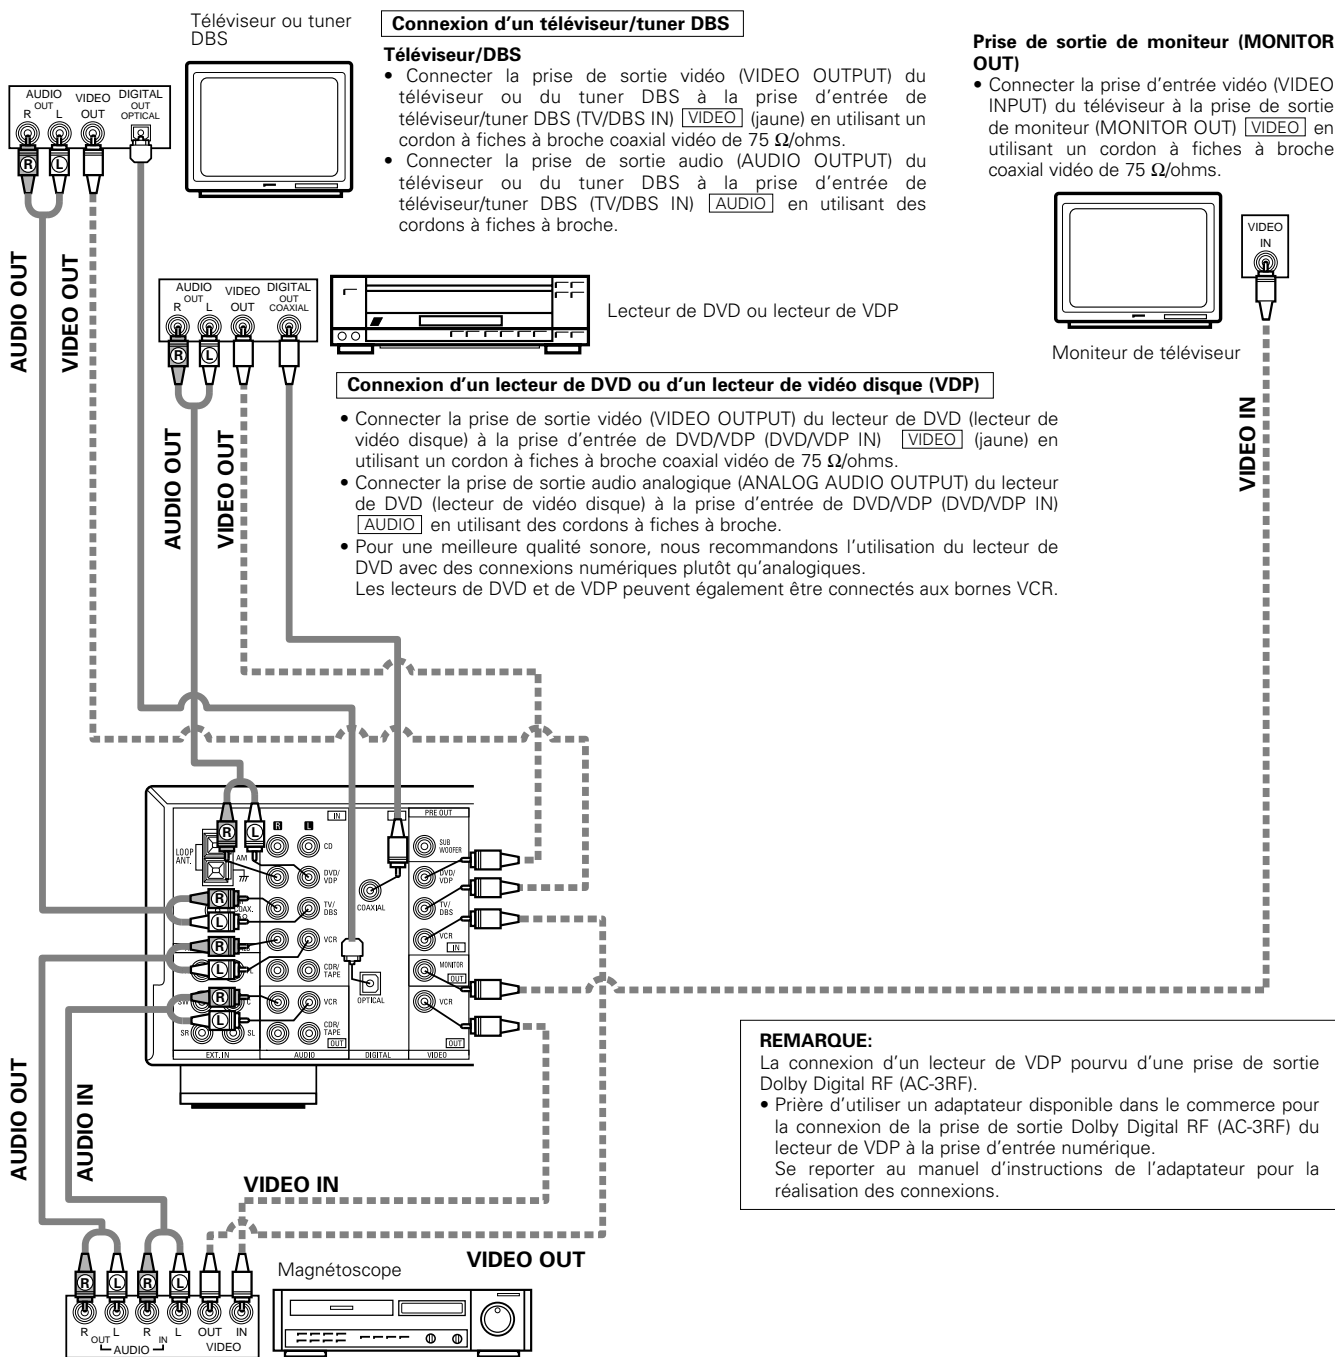 Téléviseur ou tuner
DBS
Connexion d'un téléviseur/tuner DBS
Téléviseur/DBS
• Connecter la prise de sortie vidéo (VIDEO OUTPUT) du
téléviseur ou du tuner DBS à la prise d'entrée de
téléviseur/tuner DBS (TV/DBS IN) VIDEO (jaune) en utilisant un
cordon à fiches à broche coaxial vidéo de 75 Ω/ohms.
• Connecter la prise de sortie audio (AUDIO OUTPUT) du
téléviseur ou du tuner DBS à la prise d'entrée de
téléviseur/tuner DBS (TV/DBS IN) AUDIO en utilisant des
cordons à fiches à broche.
Prise de sortie de moniteur (MONITOR
OUT)
• Connecter la prise d'entrée vidéo (VIDEO
INPUT) du téléviseur à la prise de sortie
de moniteur (MONITOR OUT) VIDEO en
utilisant un cordon à fiches à broche
coaxial vidéo de 75 Ω/ohms.
AUDIO VIDEO DIGITAL
OUT OUT
R L OUT OPTICAL
R L
AUDIO OUT
VIDEO OUT
VIDEO
IN
Moniteur de téléviseur
VIDEO IN
AUDIO VIDEO DIGITAL
OUT OUT
R L OUT COAXIAL
R L
Lecteur de DVD ou lecteur de VDP
AUDIO OUT
VIDEO OUT
Connexion d'un lecteur de DVD ou d'un lecteur de vidéo disque (VDP)
• Connecter la prise de sortie vidéo (VIDEO OUTPUT) du lecteur de DVD (lecteur de
vidéo disque) à la prise d'entrée de DVD/VDP (DVD/VDP IN) VIDEO (jaune) en
utilisant un cordon à fiches à broche coaxial vidéo de 75 Ω/ohms.
• Connecter la prise de sortie audio analogique (ANALOG AUDIO OUTPUT) du lecteur
de DVD (lecteur de vidéo disque) à la prise d'entrée de DVD/VDP (DVD/VDP IN)
AUDIO en utilisant des cordons à fiches à broche.
• Pour une meilleure qualité sonore, nous recommandons l'utilisation du lecteur de
DVD avec des connexions numériques plutôt qu'analogiques.
Les lecteurs de DVD et de VDP peuvent également être connectés aux bornes VCR.
IN
PRE OUT
R L
R L
CD
SUB
WOOFER
LOOP
ANT.
AM
DVD/
VDP
DVD/
VDP
R
L
COAX.
TV/
DBS
COAXIAL
TV/
DBS
R
L
VCR
VCR
IN
CDR/
TAPE
OPTICAL
MONITOR
OUT
SW
C
R
L
VCR
VCR
SR
SL
CDR/
TAPE
OUT
OUT
EXT. IN AUDIO DIGITAL VIDEO
AUDIO OUT
AUDIO IN
VIDEO IN
VIDEO OUT
REMARQUE:
La connexion d'un lecteur de VDP pourvu d'une prise de sortie
Dolby Digital RF (AC-3RF).
• Prière d'utiliser un adaptateur disponible dans le commerce pour
la connexion de la prise de sortie Dolby Digital RF (AC-3RF) du
lecteur de VDP à la prise d'entrée numérique.
Se reporter au manuel d'instructions de l'adaptateur pour la
réalisation des connexions.
Magnétoscope
R L R L
R L R L OUT IN
OUT IN
AUDIO VIDEO